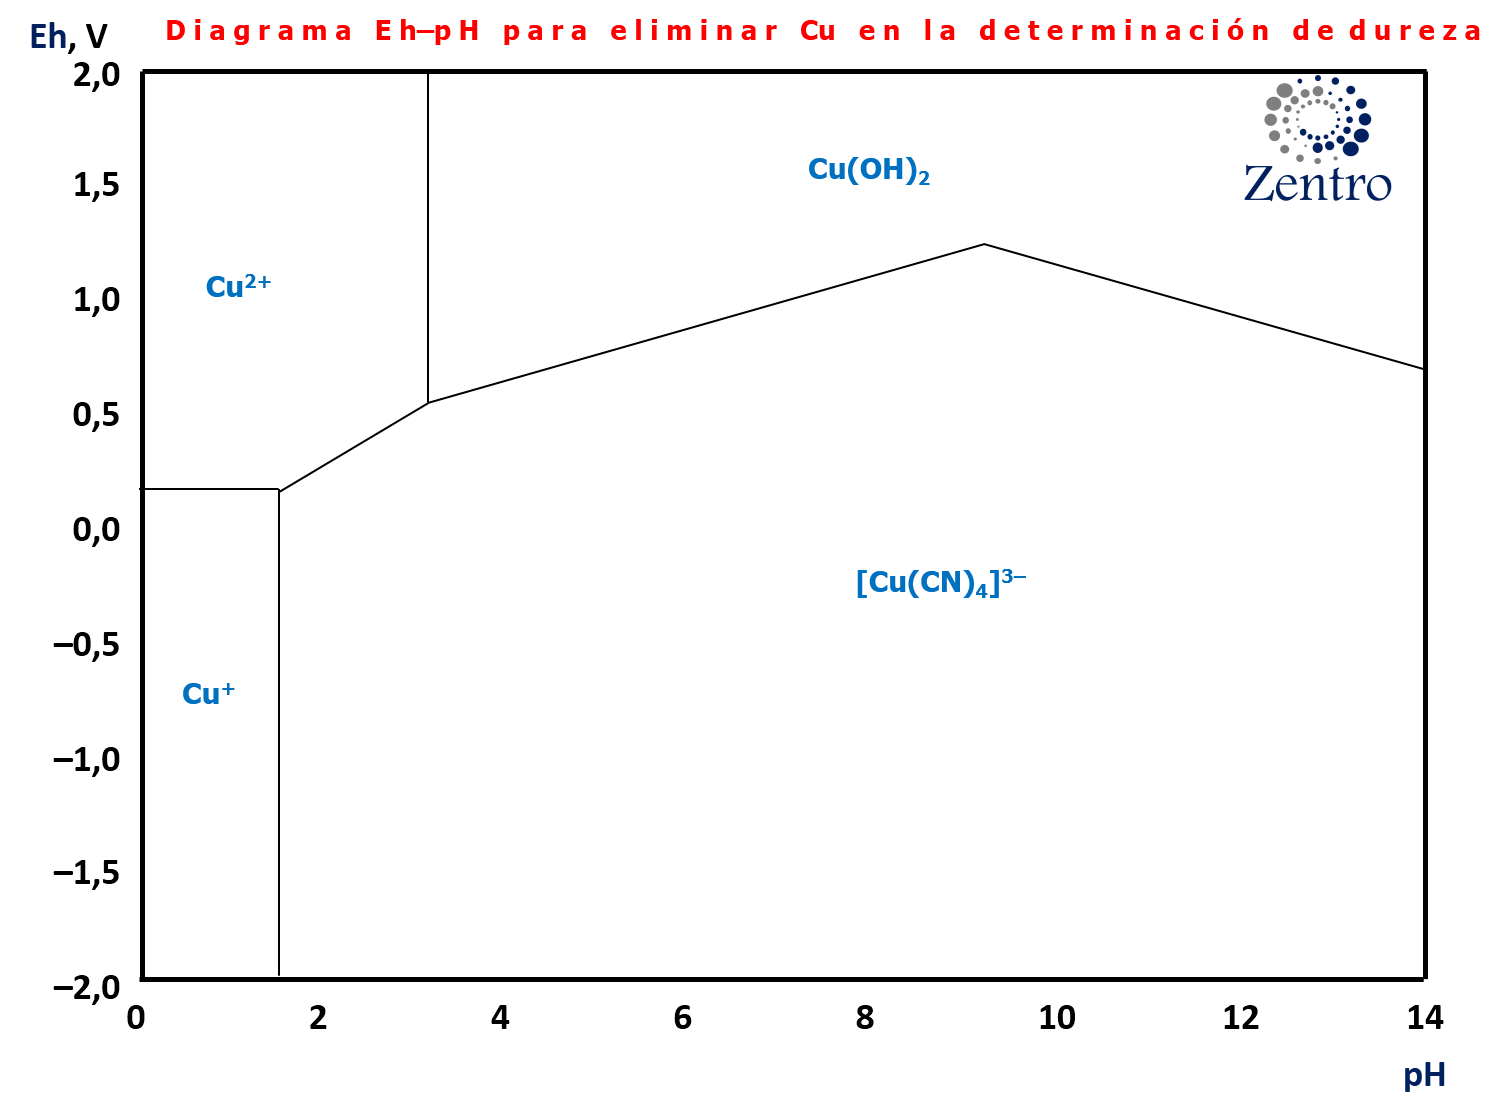 Eh, V
Diagrama Eh–pH para eliminar Cu en la determinación de dureza
2,0
1,5
1,0
0,5
0,0
–0,5
–1,0
–1,5
–2,0
Cu(OH)₂
Zentro
Cu²⁺
[Cu(CN)₄]³⁻
Cu⁺
0 2 4 6 8 10 12 14
pH